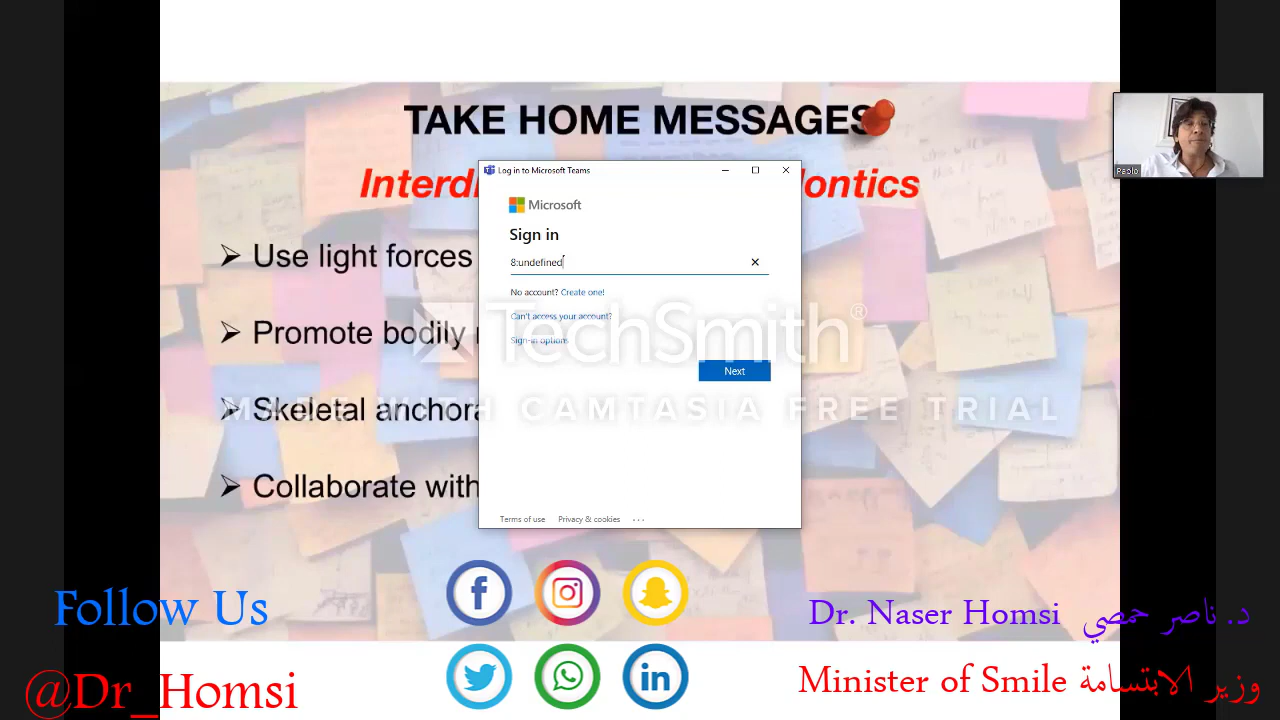 TAKE HOME MESSAGES
Log in to Microsoft Teams
Microsoft
Sign in
8:undefined
No account? Create one!
Can't access your account?
Sign-in options
Next
Terms of use Privacy & cookies ...
Use light forces
Promote bodily
Skeletal
Collaborate with
TechSmith®
MADE WITH CAMTASIA FREE TRIAL
Paolo
Follow Us
@Dr_Homsi
Dr. Naser Homsi د. ناصر حمصي
Minister of Smile وزير الابتسامة